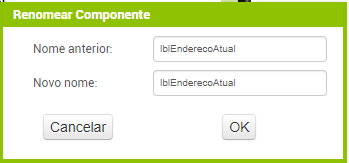 Renomear Componente
Nome anterior: lblEnderecoAtual
Novo nome: lblEnderecoAtual
Cancelar OK